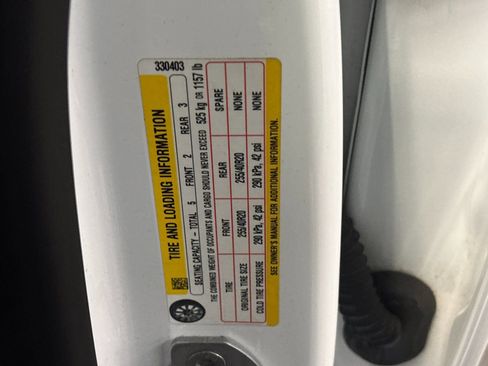 330403
TIRE AND LOADING INFORMATION
SEATING CAPACITY - TOTAL 5 FRONT 2 REAR 3
THE COMBINED WEIGHT OF OCCUPANTS AND CARGO SHOULD NEVER EXCEED 525 kg OR 1157 lb
TIRE FRONT REAR SPARE
ORIGINAL TIRE SIZE 255/40R20 255/40R20 NONE
COLD TIRE PRESSURE 290 kPa, 42 psi 290 kPa, 42 psi NONE
SEE OWNER'S MANUAL FOR ADDITIONAL INFORMATION.